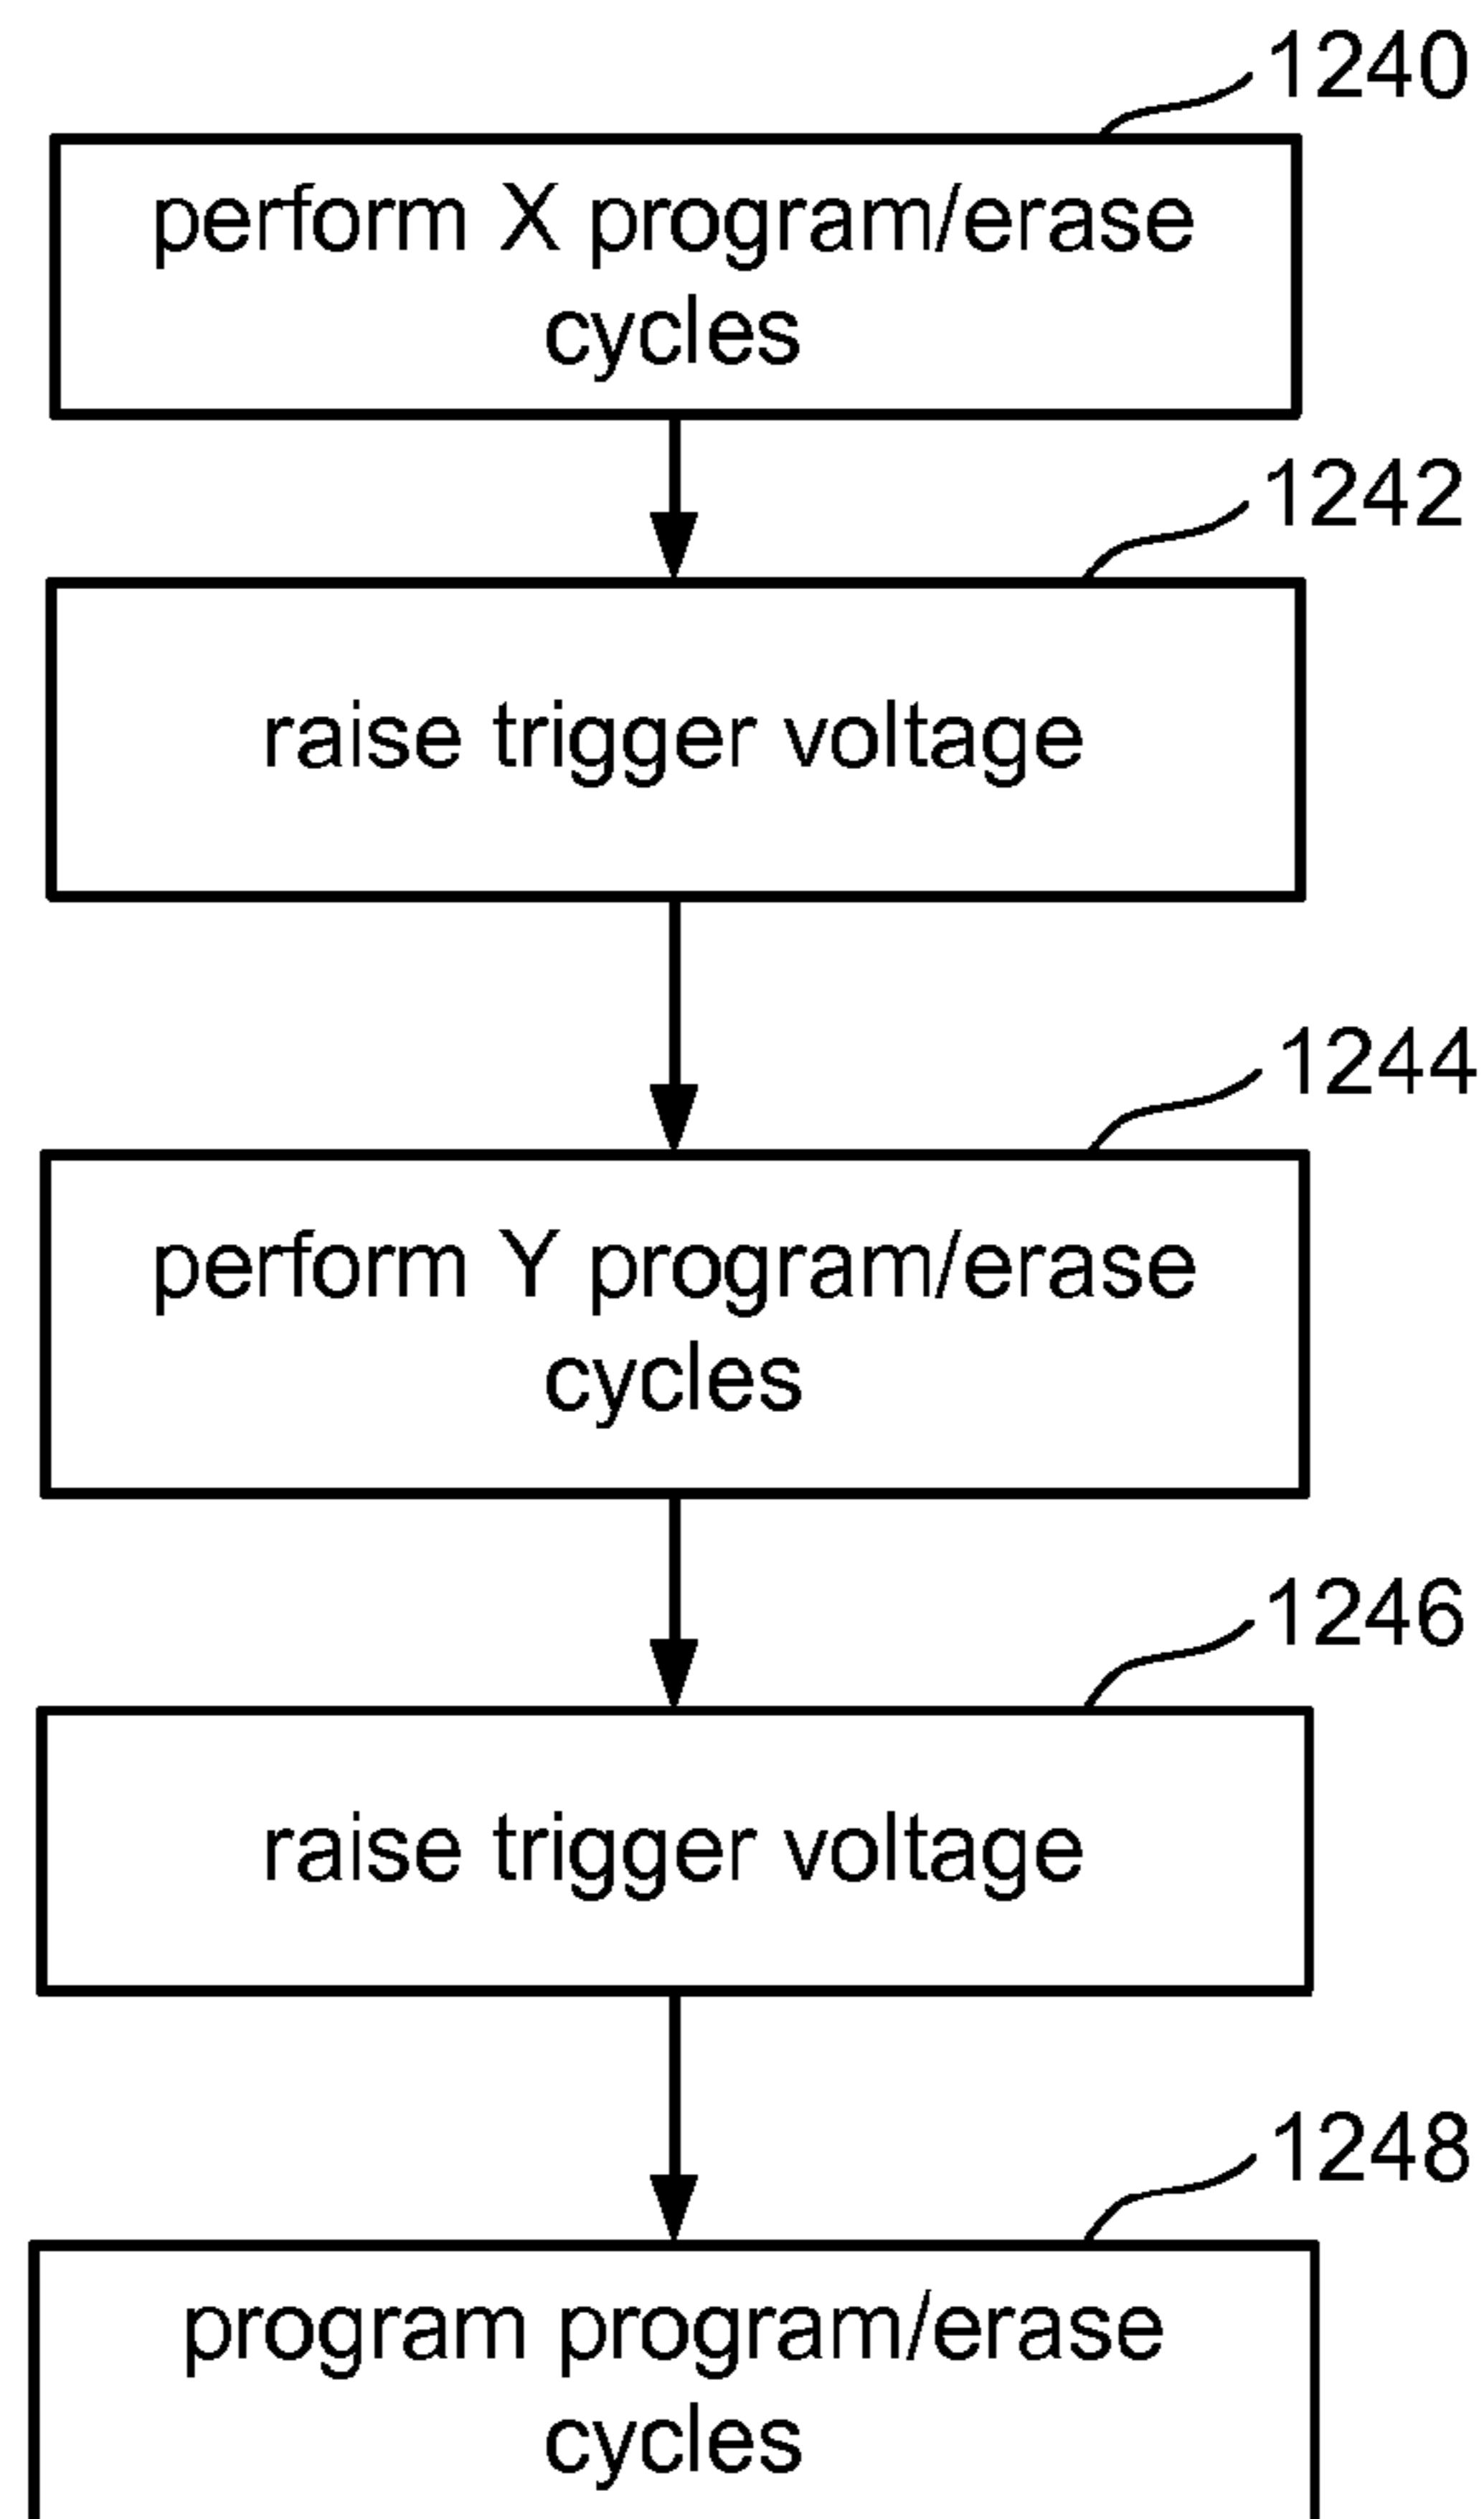 1240
perform X program/erase
cycles
1242
raise trigger voltage
1244
perform Y program/erase
cycles
1246
raise trigger voltage
1248
program program/erase
cycles